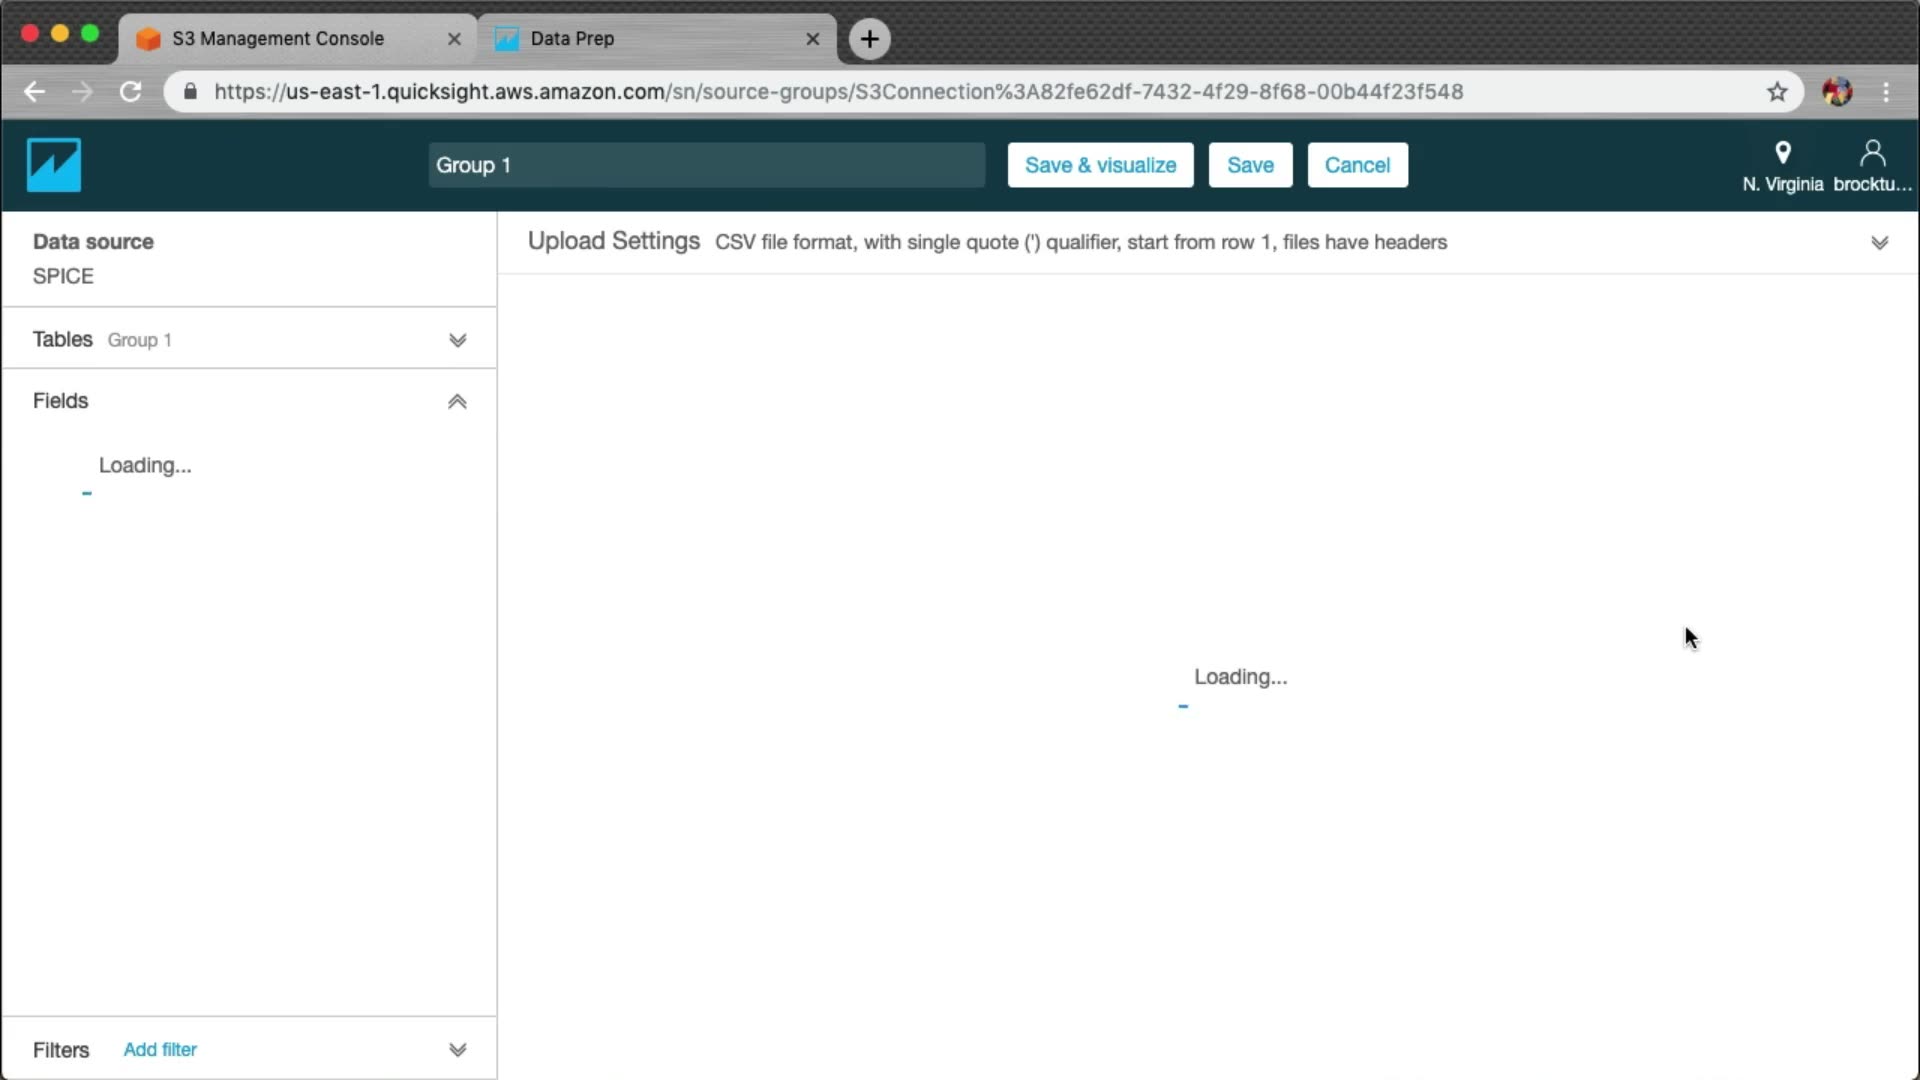 S3 Management Console
Data Prep
https://us-east-1.quicksight.aws.amazon.com/sn/source-groups/S3Connection%3A82fe62df-7432-4f29-8f68-00b44f23f548
Group 1
Save & visualize
Save
Cancel
N. Virginia
brocktu...
Data source
SPICE
Upload Settings CSV file format, with single quote (') qualifier, start from row 1, files have headers
Tables Group 1
Fields
Loading...
Loading...
Filters Add filter